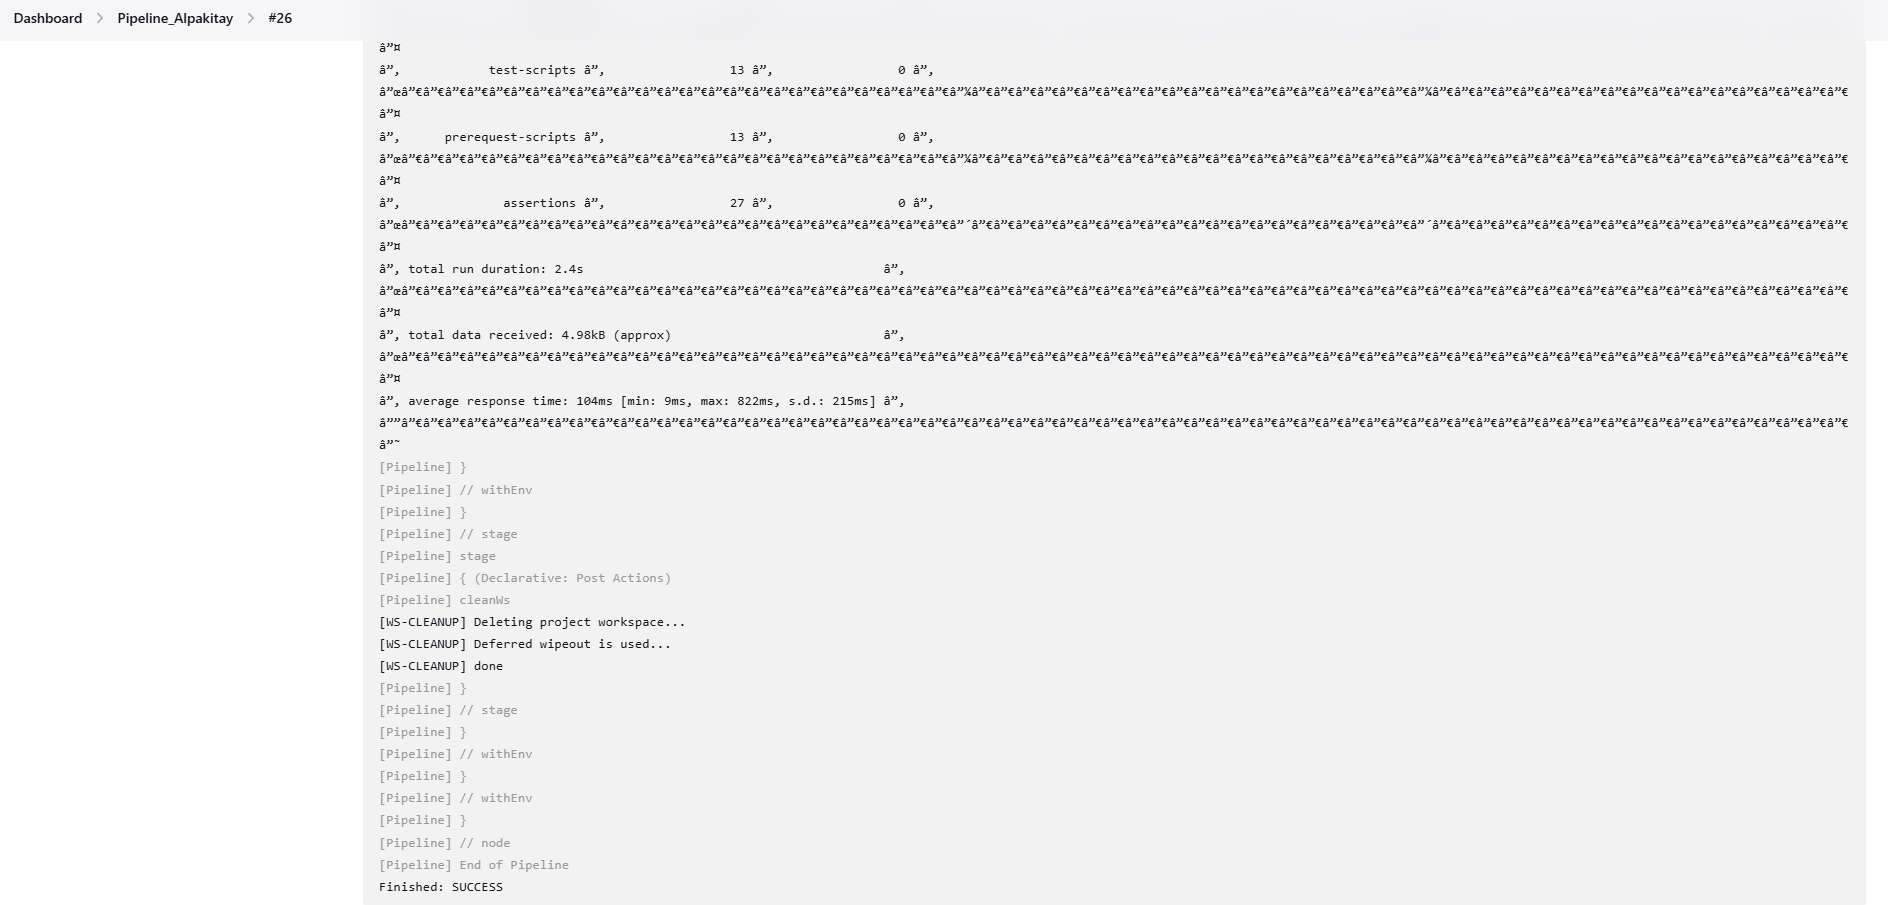 â”¤
â”‚            test-scripts â”‚                 13 â”‚                 0 â”‚
â”œâ”€â”€â”€â”€â”€â”€â”€â”€â”€â”€â”€â”€â”€â”€â”€â”€â”€â”€â”€â”€â”€â”€â”€â”€â”€â”¼â”€â”€â”€â”€â”€â”€â”€â”€â”€â”€â”€â”€â”€â”€â”€â”€â”€â”€â”€â”€â”¼â”€â”€â”€â”€â”€â”€â”€â”€â”€â”€â”€â”€â”€â”€â”€â”€â”€â”€â”€
â”¤
â”‚      prerequest-scripts â”‚                 13 â”‚                 0 â”‚
â”œâ”€â”€â”€â”€â”€â”€â”€â”€â”€â”€â”€â”€â”€â”€â”€â”€â”€â”€â”€â”€â”€â”€â”€â”€â”€â”¼â”€â”€â”€â”€â”€â”€â”€â”€â”€â”€â”€â”€â”€â”€â”€â”€â”€â”€â”€â”€â”¼â”€â”€â”€â”€â”€â”€â”€â”€â”€â”€â”€â”€â”€â”€â”€â”€â”€â”€â”€
â”¤
â”‚              assertions â”‚                 27 â”‚                 0 â”‚
â”œâ”€â”€â”€â”€â”€â”€â”€â”€â”€â”€â”€â”€â”€â”€â”€â”€â”€â”€â”€â”€â”€â”€â”€â”€â”€â”´â”€â”€â”€â”€â”€â”€â”€â”€â”€â”€â”€â”€â”€â”€â”€â”€â”€â”€â”€â”€â”´â”€â”€â”€â”€â”€â”€â”€â”€â”€â”€â”€â”€â”€â”€â”€â”€â”€â”€â”€
â”¤
â”‚ total run duration: 2.4s                                         â”‚
â”œâ”€â”€â”€â”€â”€â”€â”€â”€â”€â”€â”€â”€â”€â”€â”€â”€â”€â”€â”€â”€â”€â”€â”€â”€â”€â”€â”€â”€â”€â”€â”€â”€â”€â”€â”€â”€â”€â”€â”€â”€â”€â”€â”€â”€â”€â”€â”€â”€â”€â”€â”€â”€â”€â”€â”€â”€â”€â”€â”€â”€â”€â”€â”€â”€â”€â”€
â”¤
â”‚ total data received: 4.98kB (approx)                             â”‚
â”œâ”€â”€â”€â”€â”€â”€â”€â”€â”€â”€â”€â”€â”€â”€â”€â”€â”€â”€â”€â”€â”€â”€â”€â”€â”€â”€â”€â”€â”€â”€â”€â”€â”€â”€â”€â”€â”€â”€â”€â”€â”€â”€â”€â”€â”€â”€â”€â”€â”€â”€â”€â”€â”€â”€â”€â”€â”€â”€â”€â”€â”€â”€â”€â”€â”€â”€
â”¤
â”‚ average response time: 104ms [min: 9ms, max: 822ms, s.d.: 215ms] â”‚
â””â”€â”€â”€â”€â”€â”€â”€â”€â”€â”€â”€â”€â”€â”€â”€â”€â”€â”€â”€â”€â”€â”€â”€â”€â”€â”€â”€â”€â”€â”€â”€â”€â”€â”€â”€â”€â”€â”€â”€â”€â”€â”€â”€â”€â”€â”€â”€â”€â”€â”€â”€â”€â”€â”€â”€â”€â”€â”€â”€â”€â”€â”€â”€â”€â”€â”€
â”˜
Dashboard > Pipeline_Alpakitay > #26
[Pipeline] }
[Pipeline] // withEnv
[Pipeline] }
[Pipeline] // stage
[Pipeline] stage
[Pipeline] { (Declarative: Post Actions)
[Pipeline] cleanWs
[WS-CLEANUP] Deleting project workspace...
[WS-CLEANUP] Deferred wipeout is used...
[WS-CLEANUP] done
[Pipeline] }
[Pipeline] // stage
[Pipeline] }
[Pipeline] // withEnv
[Pipeline] }
[Pipeline] // withEnv
[Pipeline] }
[Pipeline] // node
[Pipeline] End of Pipeline
Finished: SUCCESS